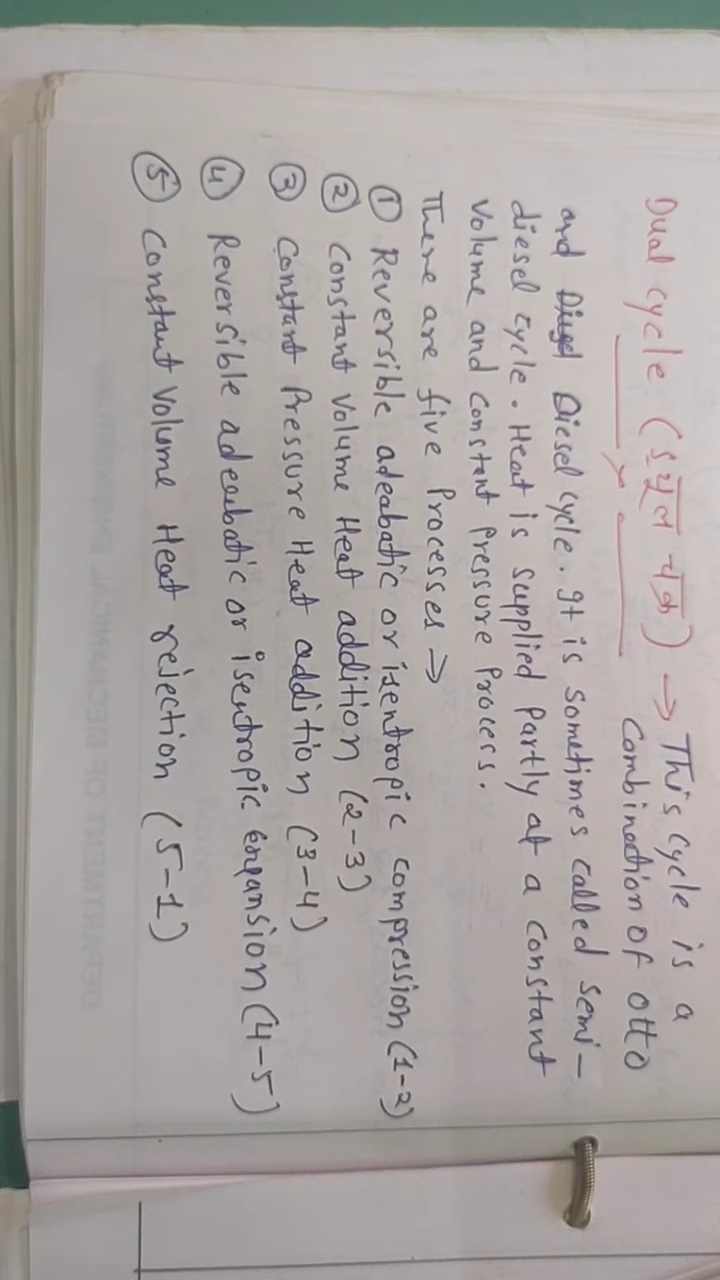 Dual cycle (ड्यूल चक्र) → This cycle is a
combination of otto
and Diesel cycle. It is sometimes called semi-
diesel cycle. Heat is supplied partly at a constant
volume and constant pressure process.
There are five processes ⇒
① Reversible adeabatic or isentropic compression (1-2)
② constant volume Heat addition (2-3)
③ constant Pressure Heat addition (3-4)
④ Reversible adeabatic or isentropic expansion (4-5)
⑤ constant volume Heat rejection (5-1)